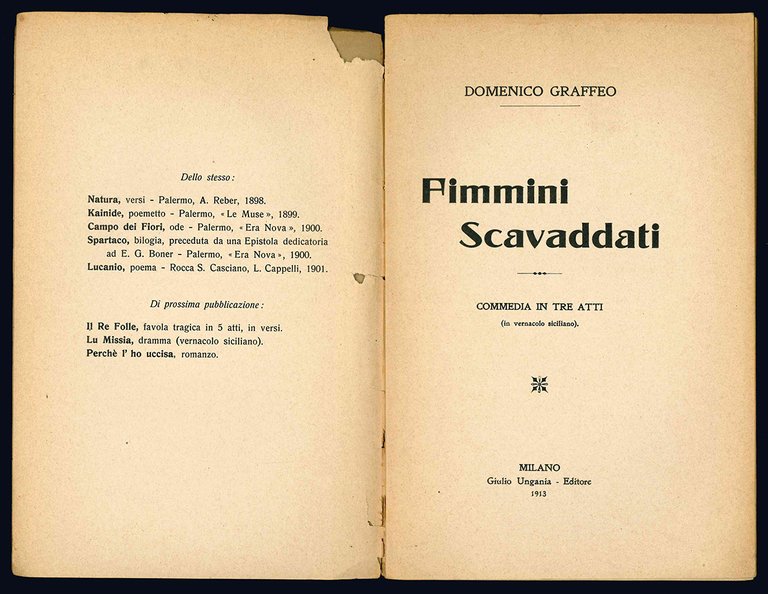 Dello stesso:
Natura, versi - Palermo, A. Reber, 1898.
Kainide, poemetto - Palermo, « Le Muse », 1899.
Campo dei Fiori, ode - Palermo, « Era Nova », 1900.
Spartaco, bilogia, preceduta da una Epistola dedicatoria
ad E. G. Boner - Palermo, « Era Nova », 1900.
Lucanio, poema - Rocca S. Casciano, L. Cappelli, 1901.
Di prossima pubblicazione:
Il Re Folle, favola tragica in 5 atti, in versi.
Lu Missia, dramma (vernacolo siciliano).
Perchè l' ho uccisa, romanzo.
DOMENICO GRAFFEO
Fimmini
Scavaddati
COMMEDIA IN TRE ATTI
(in vernacolo siciliano).
MILANO
Giulio Ungania - Editore
1913